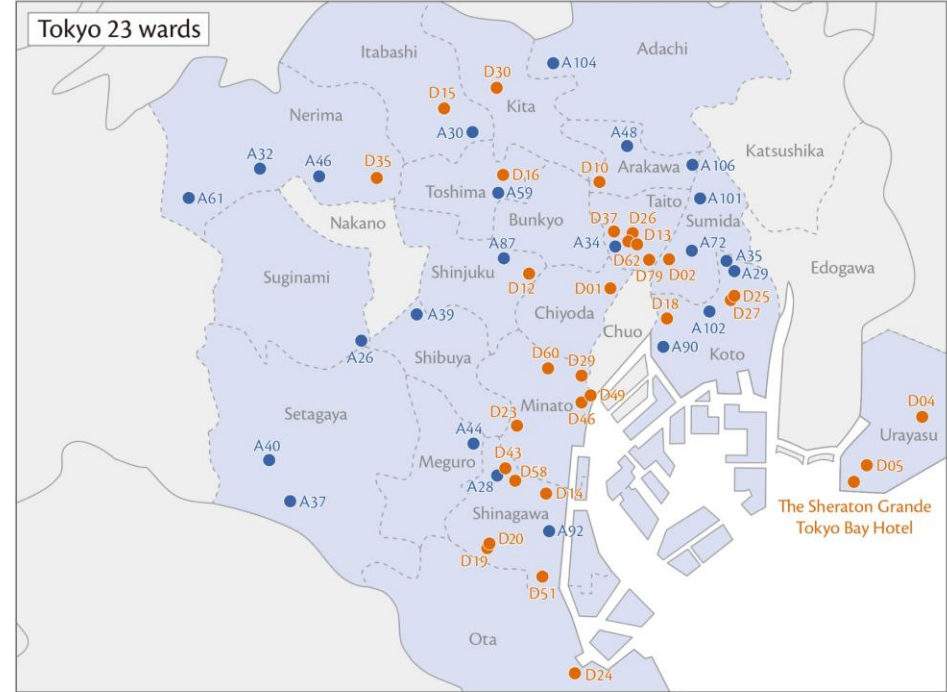 Tokyo 23 wards
Itabashi
Adachi
A104
D30
D15
Kita
Nerima
A30
A48
Arakawa
Katsushika
A32
A46
D35
D16
D10
A106
A61
Toshima
A59
Taito
A101
Nakano
Bunkyo
D37
D26
Sumida
A34
D13
A72
A87
D62
A35
Suginami
Shinjuku
D12
D79
D02
A29
Edogawa
D01
D25
Chiyoda
D18
D27
A39
Chuo
A102
A26
Shibuya
A90
Koto
D60
D29
D49
Setagaya
Minato
D46
D04
D23
A44
Urayasu
A40
D43
Meguro
D58
D05
A28
D14
A37
Shinagawa
The Sheraton Grande
Tokyo Bay Hotel
A92
D20
D19
D51
Ota
D24